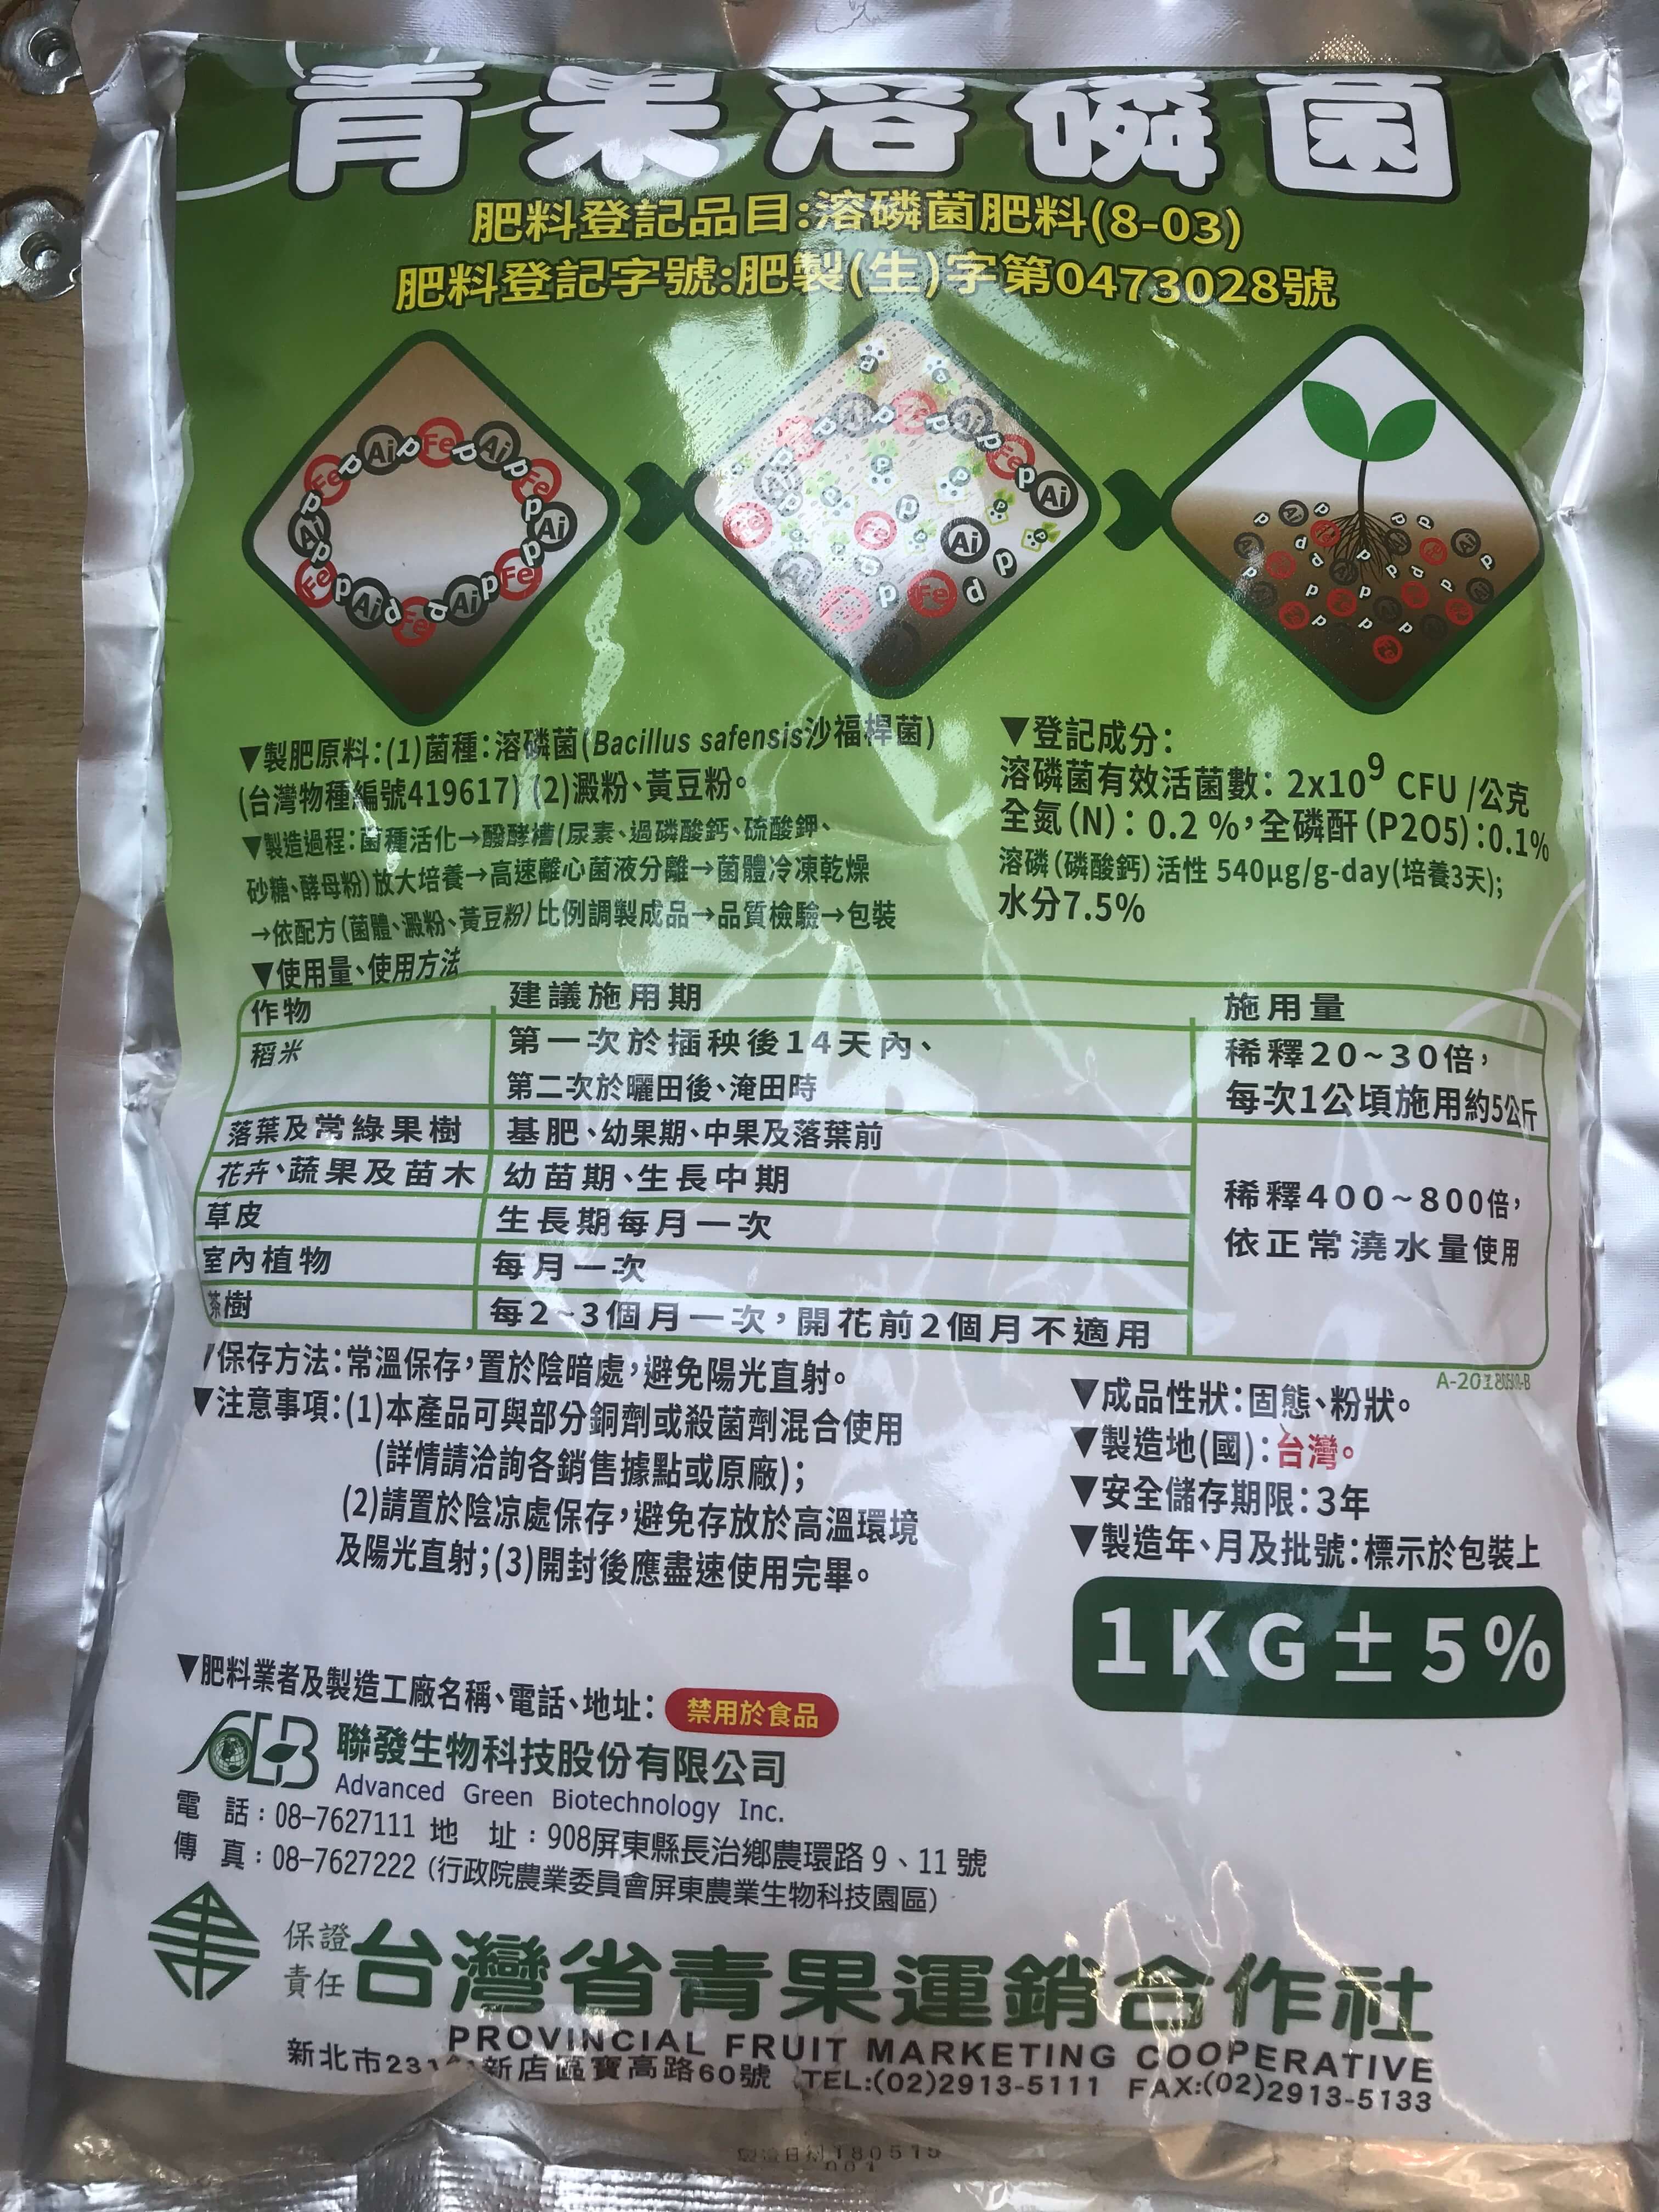 青果溶磷菌
肥料登記品目:溶磷菌肥料(8-03)
肥料登記字號:肥製(生)字第0473028號
▼製肥原料:(1)菌種:溶磷菌(Bacillus safensis沙福桿菌)
(台灣物種編號419617) (2)澱粉、黃豆粉。
▼製造過程:菌種活化→醱酵槽(尿素、過磷酸鈣、硫酸鉀、
砂糖、酵母粉)放大培養→高速離心菌液分離→菌體冷凍乾燥
→依配方(菌體、澱粉、黃豆粉)比例調製成品→品質檢驗→包裝
▼登記成分:
溶磷菌有效活菌數: 2x10⁹ CFU /公克
全氮(N): 0.2 %,全磷酐(P2O5):0.1%
溶磷(磷酸鈣)活性 540μg/g-day(培養3天);
水分7.5%
▼使用量、使用方法
作物 建議施用期 施用量
稻米 第一次於插秧後14天內、
第二次於曬田後、淹田時
稀釋20~30倍,
每次1公頃施用約5公斤
落葉及常綠果樹 基肥、幼果期、中果及落葉前
花卉、蔬果及苗木 幼苗期、生長中期
草皮 生長期每月一次
室內植物 每月一次
茶樹 每2~3個月一次,開花前2個月不適用
稀釋400~800倍,
依正常澆水量使用
▼保存方法:常溫保存,置於陰暗處,避免陽光直射。
▼注意事項:(1)本產品可與部分銅劑或殺菌劑混合使用
(詳情請洽詢各銷售據點或原廠);
(2)請置於陰涼處保存,避免存放於高溫環境
及陽光直射;(3)開封後應盡速使用完畢。
▼成品性狀:固態、粉狀。
▼製造地(國):台灣。
▼安全儲存期限:3年
▼製造年、月及批號:標示於包裝上
1KG±5%
▼肥料業者及製造工廠名稱、電話、地址: 禁用於食品
聯發生物科技股份有限公司
Advanced Green Biotechnology Inc.
電 話:08-7627111 地 址:908屏東縣長治鄉農環路9、11號
傳 真:08-7627222 (行政院農業委員會屏東農業生物科技園區)
保證
責任
台灣省青果運銷合作社
PROVINCIAL FRUIT MARKETING COOPERATIVE
新北市 新店區寶高路60號 TEL:(02)2913-5111 FAX:(02)2913-5133
180515
001